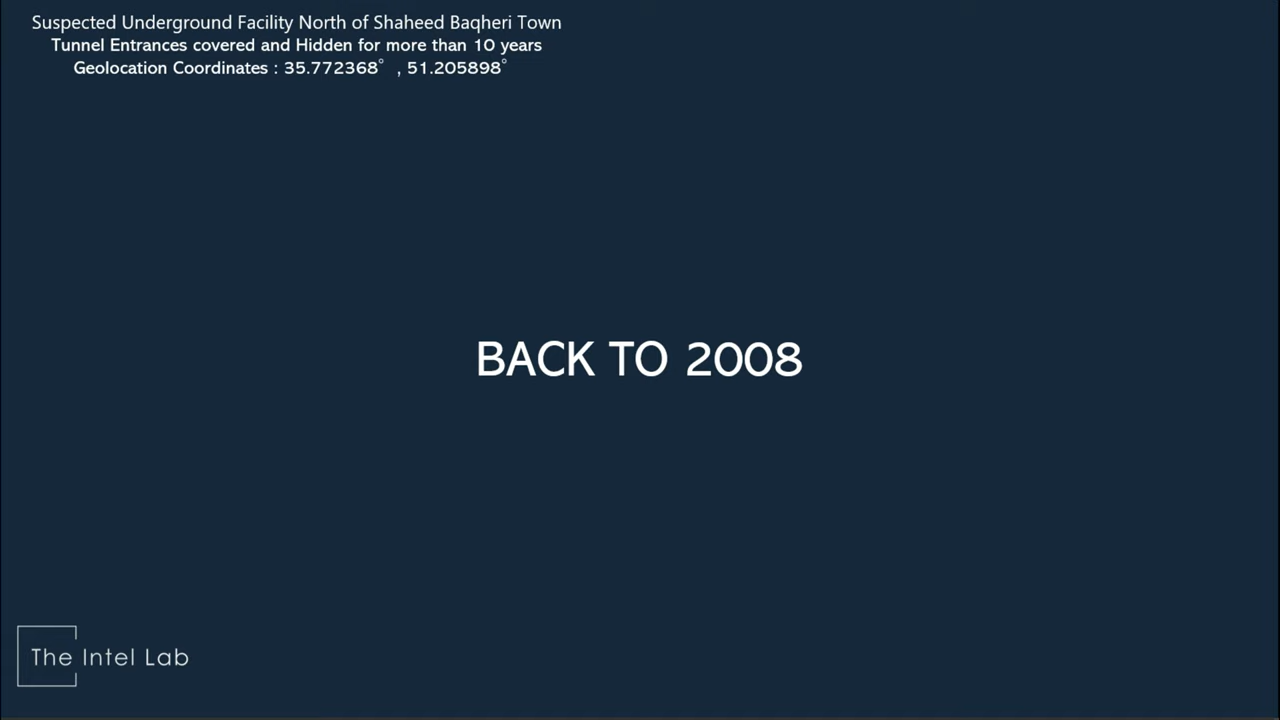 Suspected Underground Facility North of Shaheed Baqheri Town
Tunnel Entrances covered and Hidden for more than 10 years
Geolocation Coordinates : 35.772368° , 51.205898°
BACK TO 2008
The Intel Lab